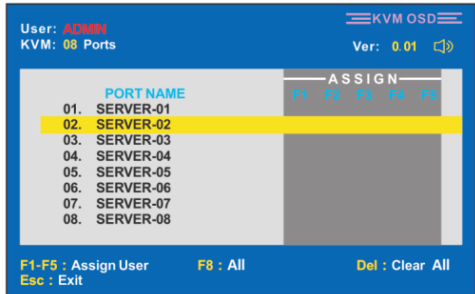 User: ADMIN
KVM OSD
KVM: 08 Ports
Ver: 0.01
ASSIGN
PORT NAME F1 F2 F3 F4 F5
01. SERVER-01
02. SERVER-02
03. SERVER-03
04. SERVER-04
05. SERVER-05
06. SERVER-06
07. SERVER-07
08. SERVER-08
F1-F5 : Assign User F8 : All Del : Clear All
Esc : Exit